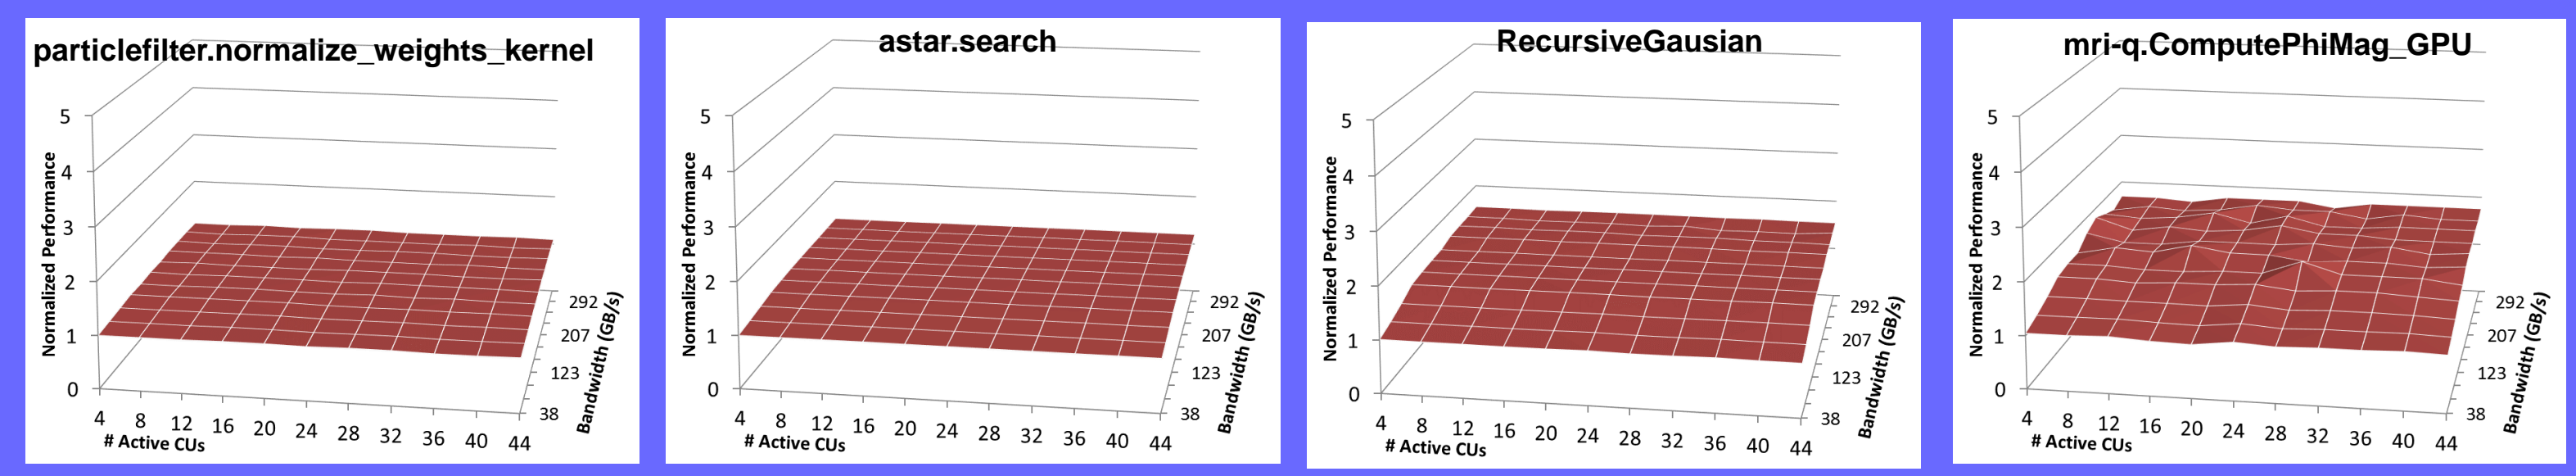 particlefilter.normalize_weights_kernel
Normalized Performance
5
4
3
2
1
0
4 8 12 16 20 24 28 32 36 40 44
# Active CUs
292
207
123
38
Bandwidth (GB/s)
astar.search
Normalized Performance
5
4
3
2
1
0
4 8 12 16 20 24 28 32 36 40 44
# Active CUs
292
207
123
38
Bandwidth (GB/s)
RecursiveGausian
Normalized Performance
5
4
3
2
1
0
4 8 12 16 20 24 28 32 36 40 44
# Active CUs
292
207
123
38
Bandwidth (GB/s)
mri-q.ComputePhiMag_GPU
Normalized Performance
5
4
3
2
1
0
4 8 12 16 20 24 28 32 36 40 44
# Active CUs
292
207
123
38
Bandwidth (GB/s)